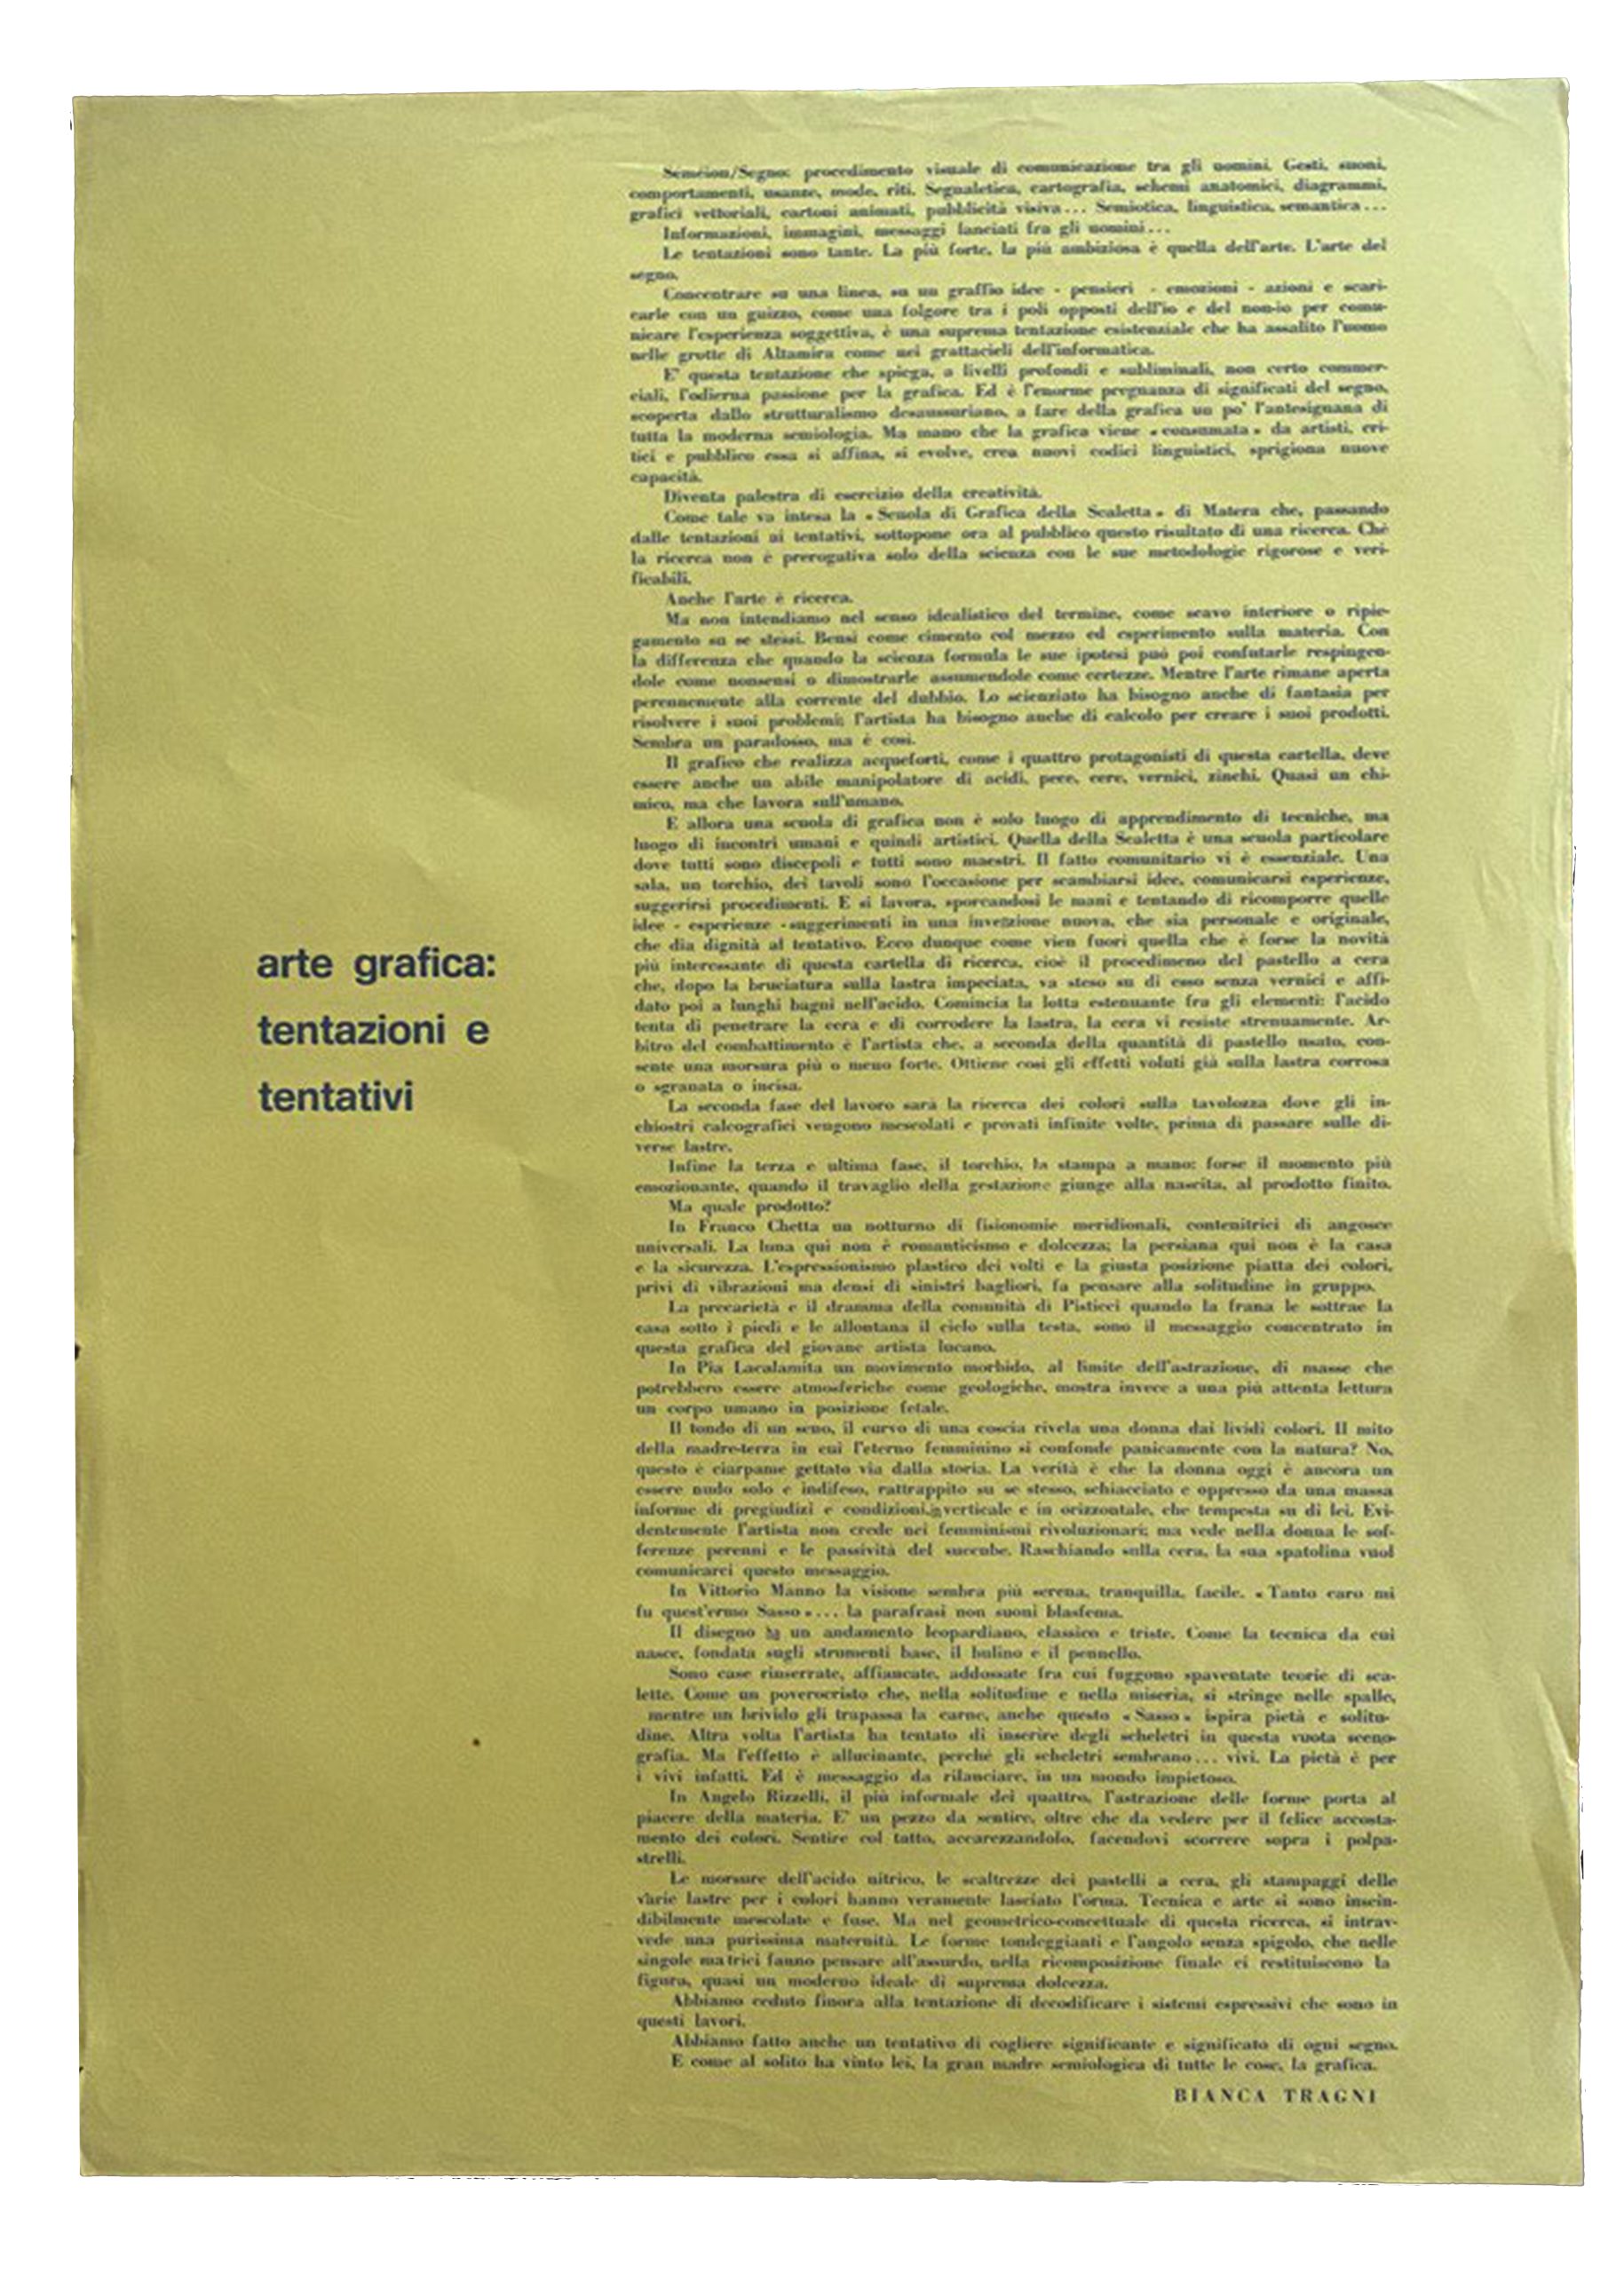 arte grafica:
tentazioni e
tentativi
Semèion/Segno: procedimento visuale di comunicazione tra gli uomini. Gesti, suoni,
comportamenti, usanze, mode, riti. Segnaletica, cartografia, schemi anatomici, diagrammi,
grafici vettoriali, cartoni animati, pubblicità visiva... Semiotica, linguistica, semantica...
Informazioni, immagini, messaggi lanciati fra gli uomini...
Le tentazioni sono tante. La più forte, la più ambiziosa è quella dell'arte. L'arte del
segno.
Concentrare su una linea, su un graffio idee - pensieri - emozioni - azioni e scari-
carle con un guizzo, come una folgore tra i poli opposti dell'io e del non-io per comu-
nicare l'esperienza soggettiva, è una suprema tentazione esistenziale che ha assalito l'uomo
nelle grotte di Altamira come nei grattacieli dell'informatica.
E' questa tentazione che spiega, a livelli profondi e subliminali, non certo commer-
ciali, l'odierna passione per la grafica. Ed è l'enorme pregnanza di significati del segno,
scoperta dallo strutturalismo desaussuriano, a fare della grafica un po' l'antesignana di
tutta la moderna semiologia. Ma mano che la grafica viene « consumata » da artisti, cri-
tici e pubblico essa si affina, si evolve, crea nuovi codici linguistici, sprigiona nuove
capacità.
Diventa palestra di esercizio della creatività.
Come tale va intesa la « Scuola di Grafica della Scaletta » di Matera che, passando
dalle tentazioni ai tentativi, sottopone ora al pubblico questo risultato di una ricerca. Chè
la ricerca non è prerogativa solo della scienza con le sue metodologie rigorose e veri-
ficabili.
Anche l'arte è ricerca.
Ma non intendiamo nel senso idealistico del termine, come scavo interiore o ripie-
gamento su se stessi. Bensì come cimento col mezzo ed esperimento sulla materia. Con
la differenza che quando la scienza formula le sue ipotesi può poi confutarle respingen-
dole come nonsensi o dimostrarle assumendole come certezze. Mentre l'arte rimane aperta
perennemente alla corrente del dubbio. Lo scienziato ha bisogno anche di fantasia per
risolvere i suoi problemi; l'artista ha bisogno anche di calcolo per creare i suoi prodotti.
Sembra un paradosso, ma è così.
Il grafico che realizza acqueforti, come i quattro protagonisti di questa cartella, deve
essere anche un abile manipolatore di acidi, pece, cere, vernici, zinchi. Quasi un chi-
mico, ma che lavora sull'umano.
E allora una scuola di grafica non è solo luogo di apprendimento di tecniche, ma
luogo di incontri umani e quindi artistici. Quella della Scaletta è una scuola particolare
dove tutti sono discepoli e tutti sono maestri. Il fatto comunitario vi è essenziale. Una
sala, un torchio, dei tavoli sono l'occasione per scambiarsi idee, comunicarsi esperienze,
suggerirsi procedimenti. E si lavora, sporcandosi le mani e tentando di ricomporre quelle
idee - esperienze -suggerimenti in una invenzione nuova, che sia personale e originale,
che dia dignità al tentativo. Ecco dunque come vien fuori quella che è forse la novità
più interessante di questa cartella di ricerca, cioè il procedimeno del pastello a cera
che, dopo la bruciatura sulla lastra impeciata, va steso su di esso senza vernici e affi-
dato poi a lunghi bagni nell'acido. Comincia la lotta estenuante fra gli elementi: l'acido
tenta di penetrare la cera e di corrodere la lastra, la cera vi resiste strenuamente. Ar-
bitro del combattimento è l'artista che, a seconda della quantità di pastello usato, con-
sente una morsura più o meno forte. Ottiene così gli effetti voluti già sulla lastra corrosa
o sgranata o incisa.
La seconda fase del lavoro sarà la ricerca dei colori sulla tavolozza dove gli in-
chiostri calcografici vengono mescolati e provati infinite volte, prima di passare sulle di-
verse lastre.
Infine la terza e ultima fase, il torchio, la stampa a mano: forse il momento più
emozionante, quando il travaglio della gestazione giunge alla nascita, al prodotto finito.
Ma quale prodotto?
In Franco Chetta un notturno di fisionomie meridionali, contenitrici di angosce
universali. La luna qui non è romanticismo e dolcezza; la persiana qui non è la casa
e la sicurezza. L'espressionismo plastico dei volti e la giusta posizione piatta dei colori,
privi di vibrazioni ma densi di sinistri bagliori, fa pensare alla solitudine in gruppo.
La precarietà e il dramma della comunità di Pisticci quando la frana le sottrae la
casa sotto i piedi e le allontana il cielo sulla testa, sono il messaggio concentrato in
questa grafica del giovane artista lucano.
In Pia Lacalamita un movimento morbido, al limite dell'astrazione, di masse che
potrebbero essere atmosferiche come geologiche, mostra invece a una più attenta lettura
un corpo umano in posizione fetale.
Il tondo di un seno, il curvo di una coscia rivela una donna dai lividi colori. Il mito
della madre-terra in cui l'eterno femminino si confonde panicamente con la natura? No,
questo è ciarpame gettato via dalla storia. La verità è che la donna oggi è ancora un
essere nudo solo e indifeso, rattrappito su se stesso, schiacciato e oppresso da una massa
informe di pregiudizi e condizioni, verticale e in orizzontale, che tempesta su di lei. Evi-
dentemente l'artista non crede nei femminismi rivoluzionari; ma vede nella donna le sof-
ferenze perenni e le passività del succube. Raschiando sulla cera, la sua spatolina vuol
comunicarci questo messaggio.
In Vittorio Manno la visione sembra più serena, tranquilla, facile. « Tanto caro mi
fu quest'ermo Sasso »... la parafrasi non suoni blasfema.
Il disegno ha un andamento leopardiano, classico e triste. Come la tecnica da cui
nasce, fondata sugli strumenti base, il bulino e il pennello.
Sono case rinserrate, affiancate, addossate fra cui fuggono spaventate teorie di sca-
lette. Come un poverocristo che, nella solitudine e nella miseria, si stringe nelle spalle,
mentre un brivido gli trapassa la carne, anche questo « Sasso » ispira pietà e solitu-
dine. Altra volta l'artista ha tentato di inserire degli scheletri in questa vuota sceno-
grafia. Ma l'effetto è allucinante, perché gli scheletri sembrano... vivi. La pietà è per
i vivi infatti. Ed è messaggio da rilanciare, in un mondo impietoso.
In Angelo Rizzelli, il più informale dei quattro, l'astrazione delle forme porta al
piacere della materia. E' un pezzo da sentire, oltre che da vedere per il felice accosta-
mento dei colori. Sentire col tatto, accarezzandolo, facendovi scorrere sopra i polpa-
strelli.
Le morsure dell'acido nitrico, le scaltrezze dei pastelli a cera, gli stampaggi delle
varie lastre per i colori hanno veramente lasciato l'orma. Tecnica e arte si sono inscin-
dibilmente mescolate e fuse. Ma nel geometrico-concettuale di questa ricerca, si intrav-
vede una purissima maternità. Le forme tondeggianti e l'angolo senza spigolo, che nelle
singole matrici fanno pensare all'assurdo, nella ricomposizione finale ci restituiscono la
figura, quasi un moderno ideale di suprema dolcezza.
Abbiamo ceduto finora alla tentazione di decodificare i sistemi espressivi che sono in
questi lavori.
Abbiamo fatto anche un tentativo di cogliere significante e significato di ogni segno.
E come al solito ha vinto lei, la gran madre semiologica di tutte le cose, la grafica.
BIANCA TRAGNI